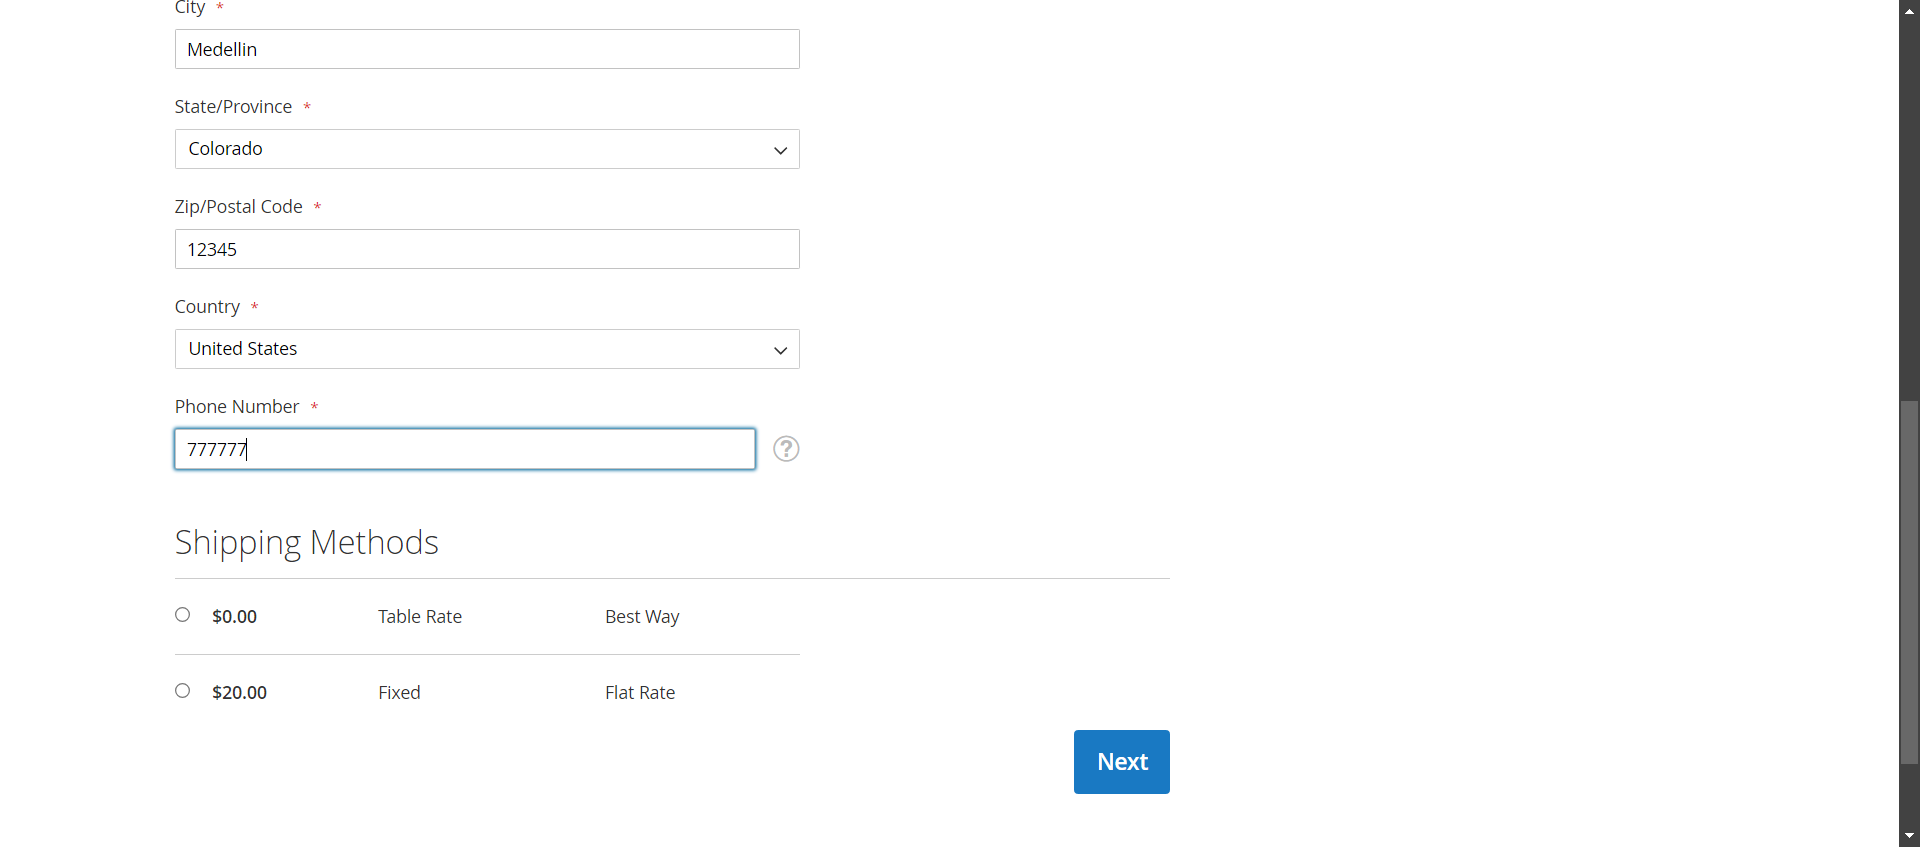 City *
Medellin
State/Province *
Colorado
Zip/Postal Code *
12345
Country *
United States
Phone Number *
777777
?
Shipping Methods
$0.00 Table Rate Best Way
$20.00 Fixed Flat Rate
Next